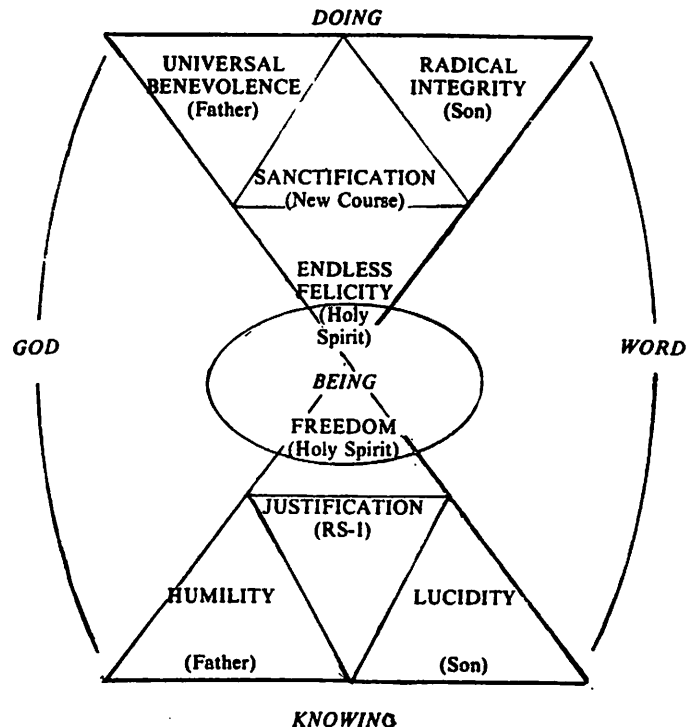 DOING
UNIVERSAL
BENEVOLENCE
(Father)
RADICAL
INTEGRITY
(Son)
SANCTIFICATION
(New Course)
ENDLESS
FELICITY
(Holy
Spirit)
GOD
WORD
BEING
FREEDOM
(Holy Spirit)
JUSTIFICATION
(RS-1)
HUMILITY
(Father)
LUCIDITY
(Son)
KNOWING